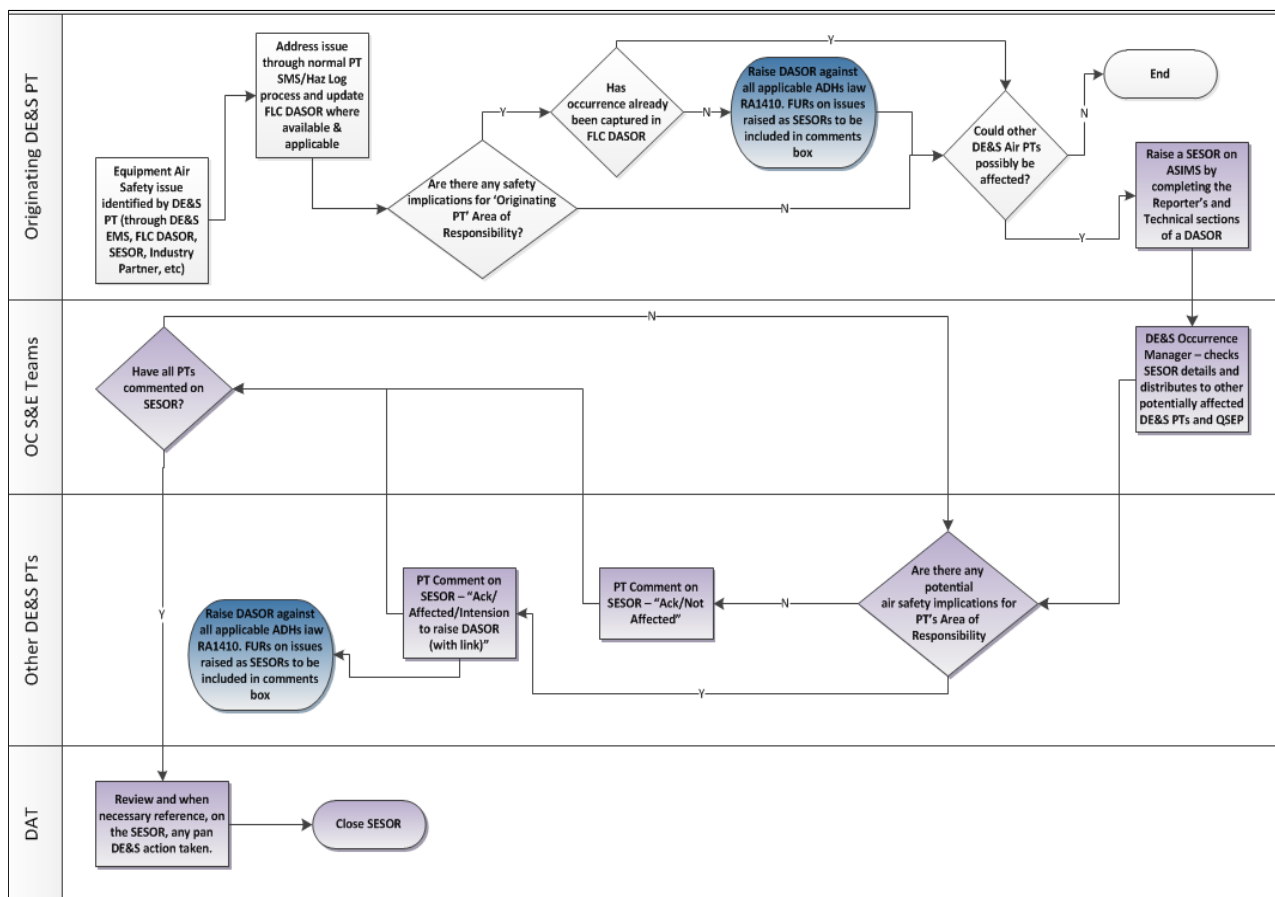 Originating DE&S PT
Equipment Air
Safety issue
identified by DE&S
PT (through DE&S
EMS, FLC DASOR,
SESOR, Industry
Partner, etc)
Address issue
through normal PT
SMS/Haz Log
process and update
FLC DASOR where
available &
applicable
Are there any safety
implications for ‘Originating
PT’ Area of
Responsibility?
Y
N
Has
occurrence already
been captured in
FLC DASOR
Y
N
Raise DASOR against
all applicable ADHs iaw
RA1410. FURs on issues
raised as SESORs to be
included in comments
box
Could other
DE&S Air PTs
possibly be
affected?
N
Y
End
Raise a SESOR on
ASIMS by
completing the
Reporter’s and
Technical sections
of a DASOR
OC S&E Teams
Have all PTs
commented on
SESOR?
N
Y
DE&S Occurrence
Manager – checks
SESOR details and
distributes to other
potentially affected
DE&S PTs and QSEP
Other DE&S PTs
Raise DASOR against
all applicable ADHs iaw
RA1410. FURs on issues
raised as SESORs to be
included in comments
box
PT Comment on
SESOR – “Ack/
Affected/Intension
to raise DASOR
(with link)”
PT Comment on
SESOR – “Ack/Not
Affected”
N
Y
Are there any
potential
air safety implications for
PT’s Area of
Responsibility
DAT
Review and when
necessary reference, on
the SESOR, any pan
DE&S action taken.
Close SESOR